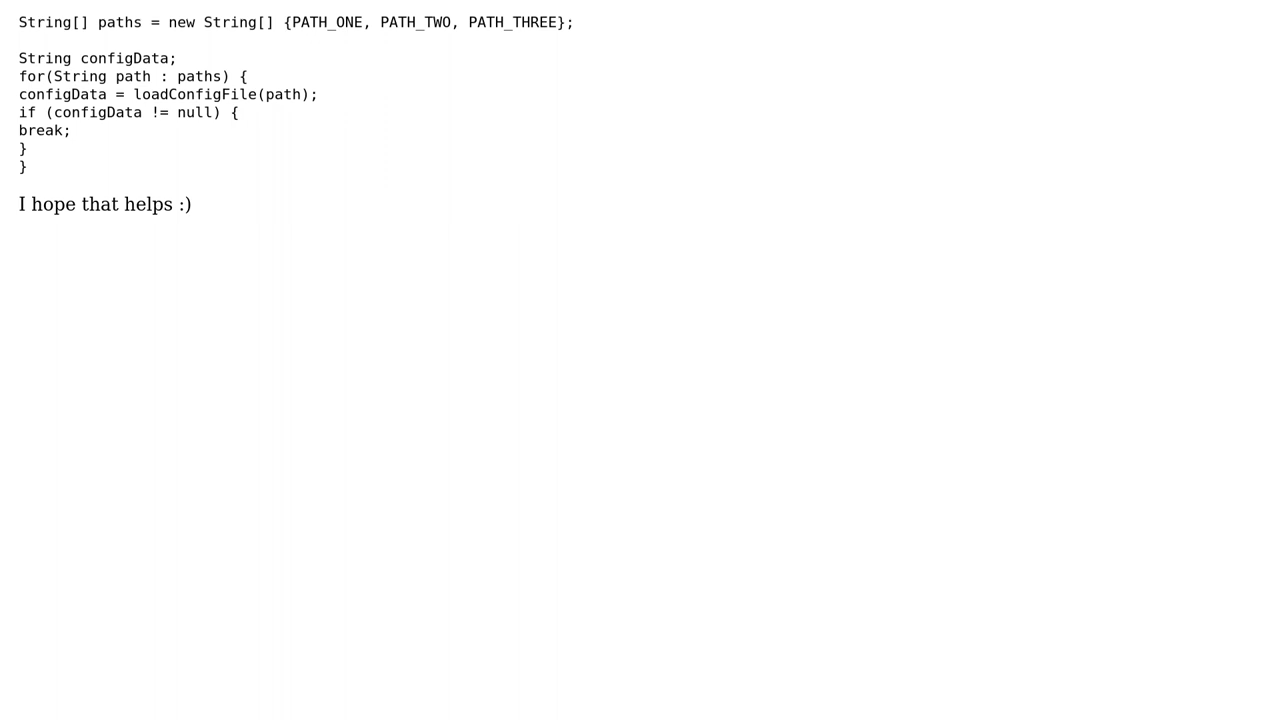 String[] paths = new String[] {PATH_ONE, PATH_TWO, PATH_THREE};
String configData;
for(String path : paths) {
configData = loadConfigFile(path);
if (configData != null) {
break;
}
}
I hope that helps :)